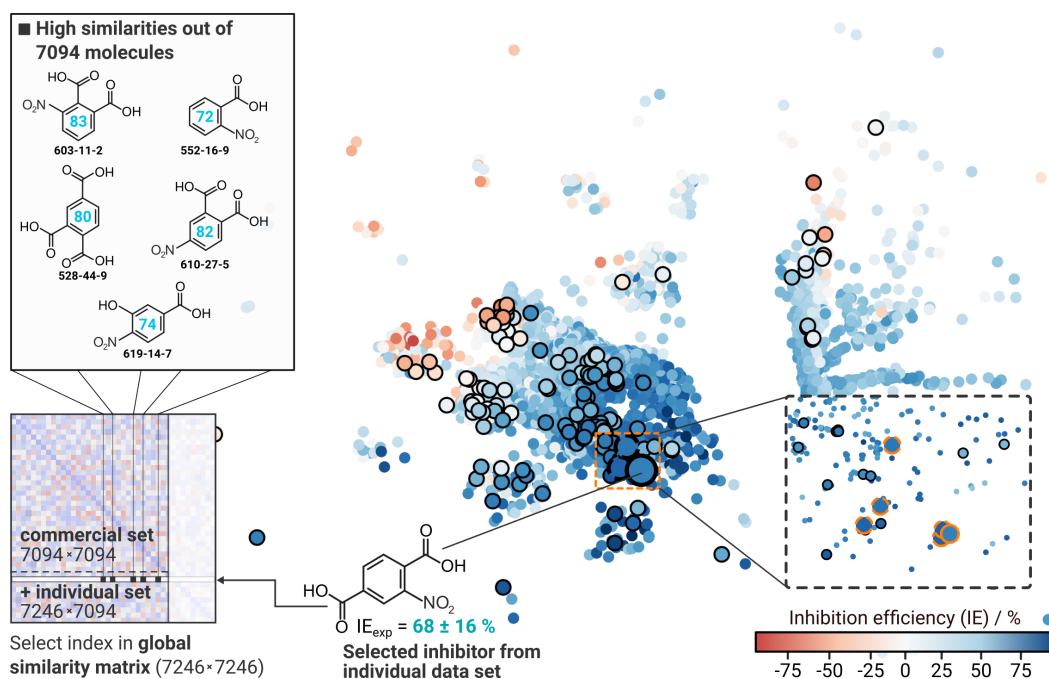 ■ High similarities out of
7094 molecules
HO
O
O
OH
O₂N
83
603-11-2
O
OH
72
NO₂
552-16-9
O
OH
80
HO
O
O
OH
528-44-9
HO
O
O
OH
82
O₂N
610-27-5
HO
O
OH
74
O₂N
619-14-7
commercial set
7094×7094
+ individual set
7246×7094
Select index in global
similarity matrix (7246×7246)
O
OH
HO
O
NO₂
IEexp = 68 ± 16 %
Selected inhibitor from
individual data set
Inhibition efficiency (IE) / %
-75 -50 -25 0 25 50 75